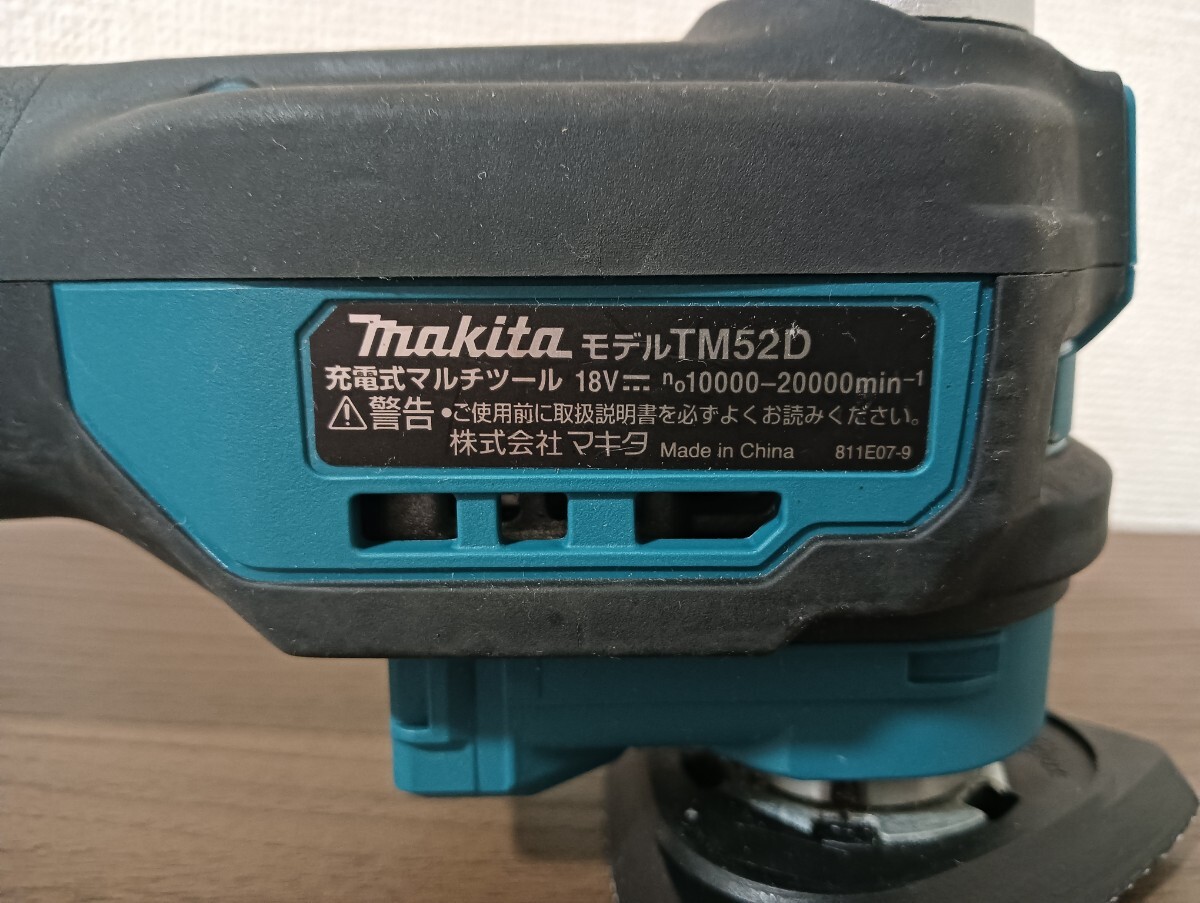 makita モデルTM52D
充電式マルチツール 18V⎓ n₀10000-20000min⁻¹
⚠警告 •ご使用前に取扱説明書を必ずよくお読みください。
株式会社 マキタ Made in China 811E07-9